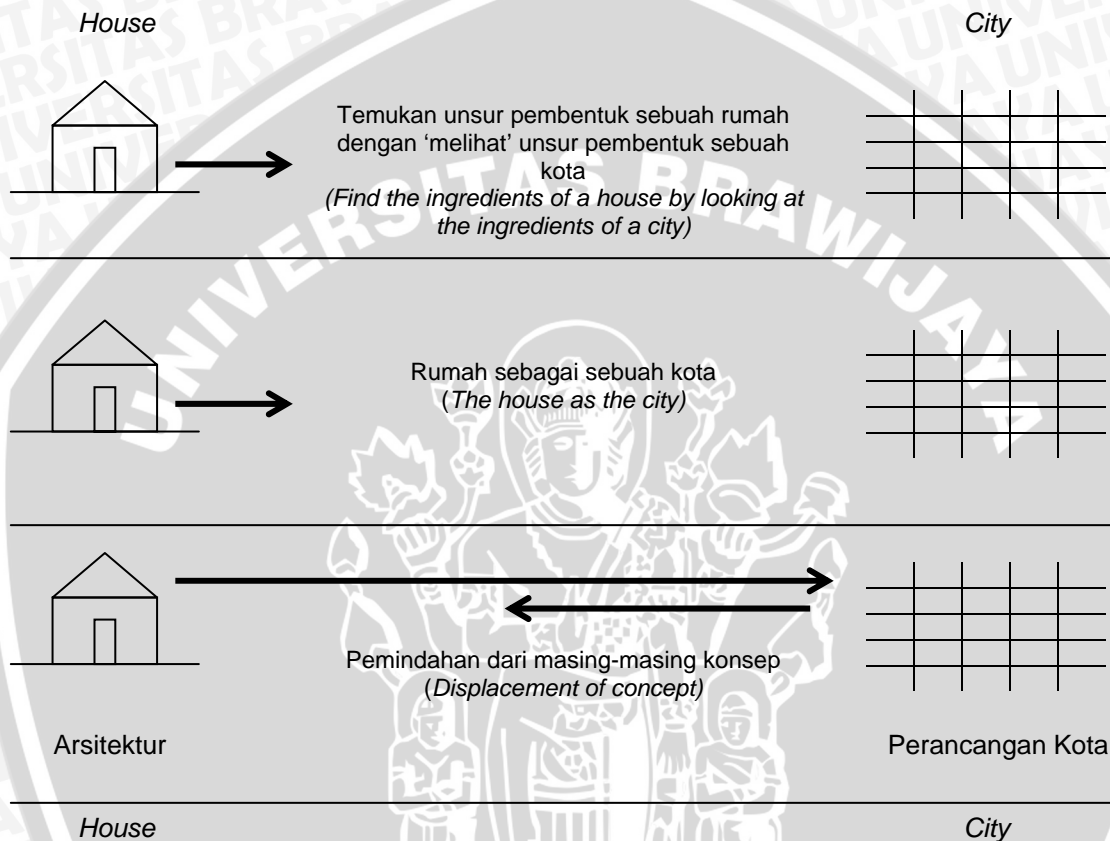 House
City
Temukan unsur pembentuk sebuah rumah
dengan ‘melihat’ unsur pembentuk sebuah
kota
(Find the ingredients of a house by looking at
the ingredients of a city)
Rumah sebagai sebuah kota
(The house as the city)
Pemindahan dari masing-masing konsep
(Displacement of concept)
Arsitektur
Perancangan Kota
House
City
UNIVERSITAS BRAWIJAYA